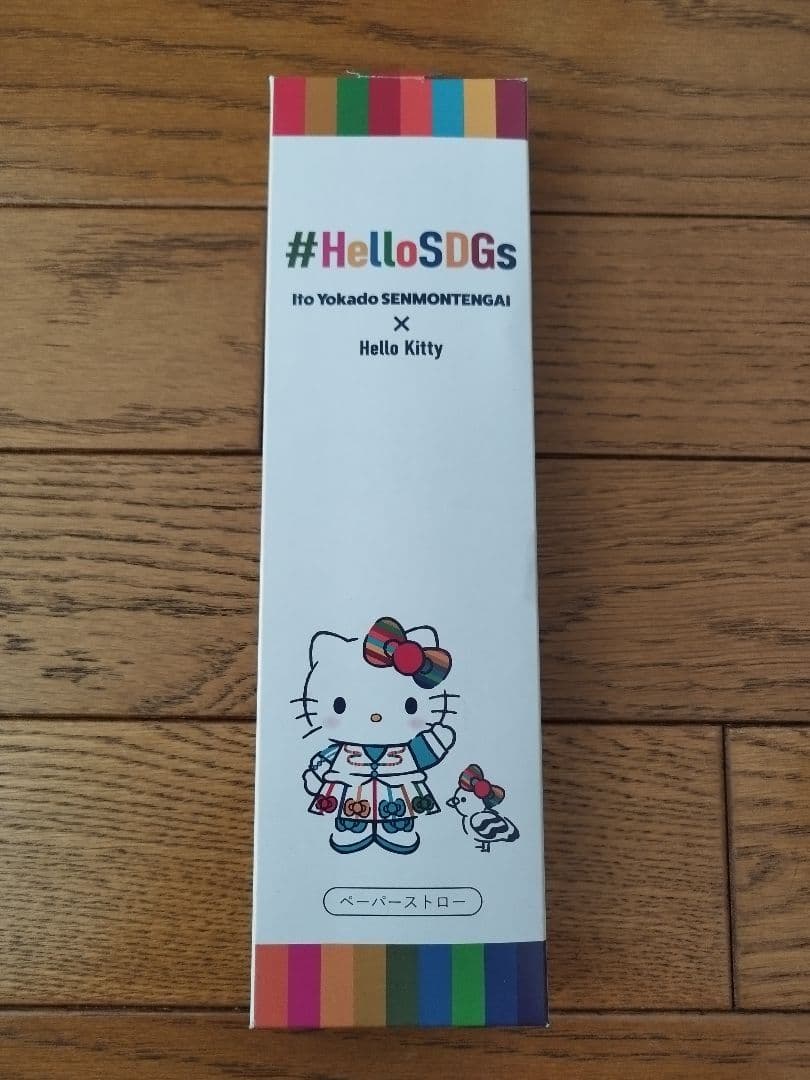 #HelloSDGs
Ito Yokado SENMONTENGAI
×
Hello Kitty
ペーパーストロー